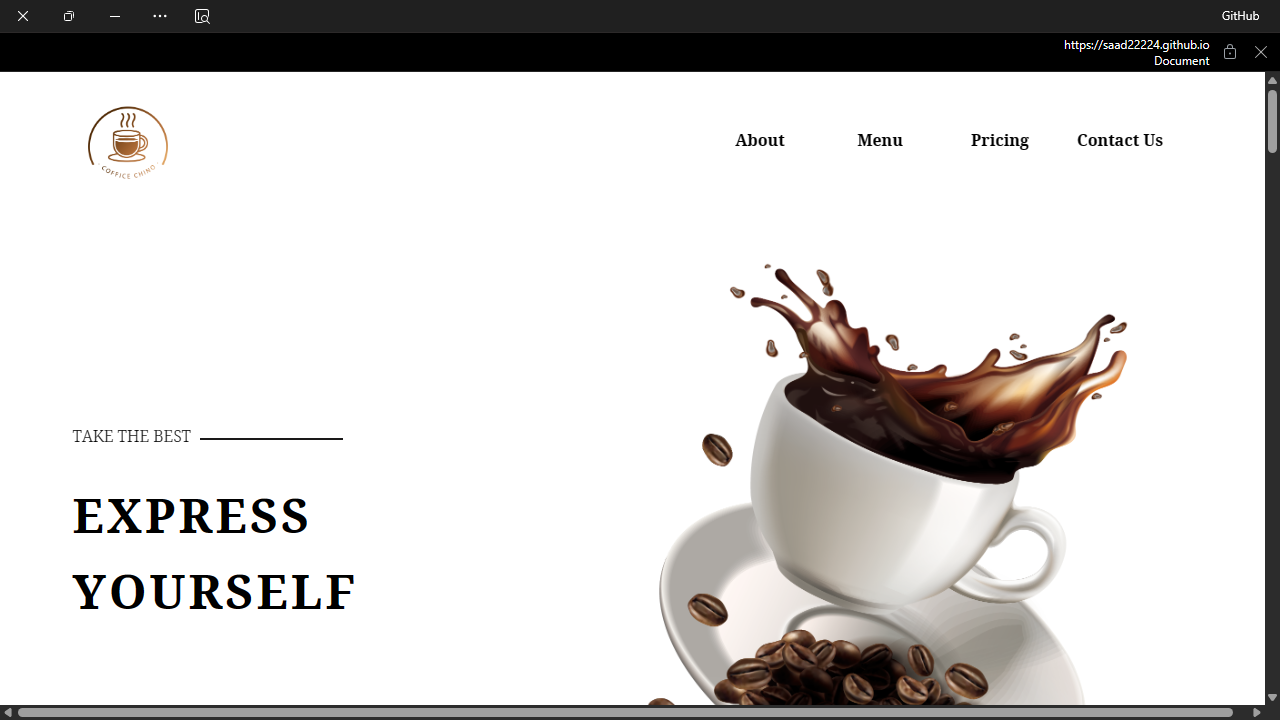 GitHub
https://saad22224.github.io
Document
COFFICE CHINO
About Menu Pricing Contact Us
TAKE THE BEST
EXPRESS
YOURSELF